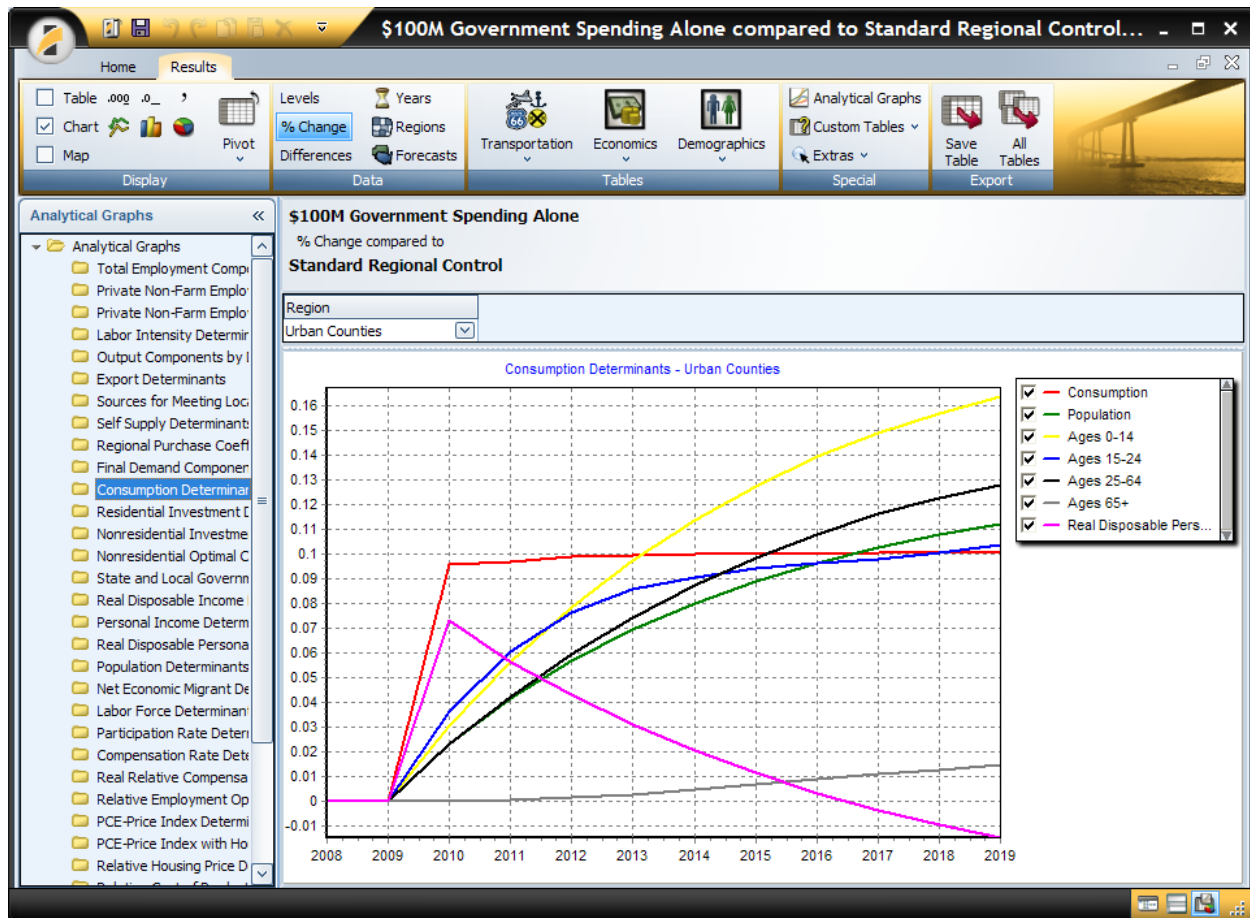 $100M Government Spending Alone compared to Standard Regional Control...
Home Results
Table .000 .0_ ,
Chart
Map
Pivot
Display
Levels
% Change
Differences
Years
Regions
Forecasts
Data
Transportation
66
Economics
Demographics
Tables
Analytical Graphs
Custom Tables
Extras
Special
Save Table
All Tables
Export
Analytical Graphs «
Analytical Graphs
Total Employment Comp
Private Non-Farm Emplo
Private Non-Farm Emplo
Labor Intensity Determir
Output Components by I
Export Determinants
Sources for Meeting Loca
Self Supply Determinant
Regional Purchase Coeff
Final Demand Componen
Consumption Determinar
Residential Investment D
Nonresidential Investme
Nonresidential Optimal C
State and Local Governm
Real Disposable Income
Personal Income Determ
Real Disposable Persona
Population Determinants
Net Economic Migrant De
Labor Force Determinan
Participation Rate Deter
Compensation Rate Dete
Real Relative Compensa
Relative Employment Op
PCE-Price Index Determi
PCE-Price Index with Ho
Relative Housing Price D
$100M Government Spending Alone
% Change compared to
Standard Regional Control
Region
Urban Counties
Consumption Determinants - Urban Counties
0.16
0.15
0.14
0.13
0.12
0.11
0.1
0.09
0.08
0.07
0.06
0.05
0.04
0.03
0.02
0.01
0
-0.01
2008 2009 2010 2011 2012 2013 2014 2015 2016 2017 2018 2019
Consumption
Population
Ages 0-14
Ages 15-24
Ages 25-64
Ages 65+
Real Disposable Pers...